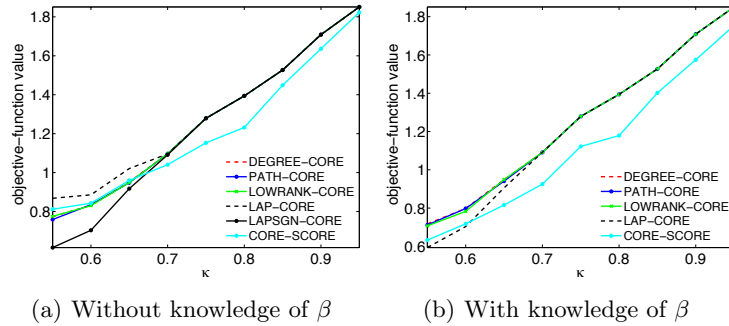 1.8
1.6
1.4
1.2
1
0.8
objective−function value
0.6
0.7
0.8
0.9
κ
DEGREE−CORE
PATH−CORE
LOWRANK−CORE
LAP−CORE
LAPSGN−CORE
CORE−SCORE
(a) Without knowledge of β
1.8
1.6
1.4
1.2
1
0.8
0.6
objective−function value
0.6
0.7
0.8
0.9
κ
DEGREE−CORE
PATH−CORE
LOWRANK−CORE
LAP−CORE
CORE−SCORE
(b) With knowledge of β